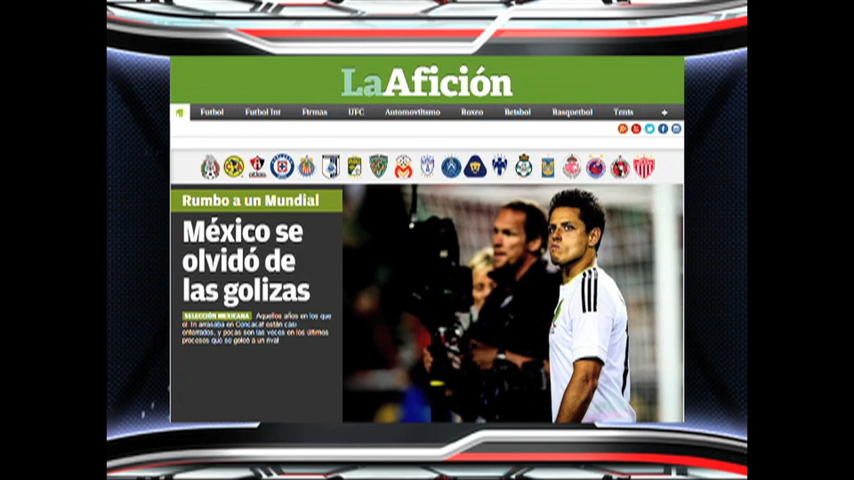 LaAfición
Futbol Futbol Int Firmas UFC Automovilismo Boxeo Beisbol Basquetbol Tenis
Rumbo a un Mundial
México se
olvidó de
las golizas
SELECCIÓN MEXICANA Aquellos años en los que
el Tri arrasaba en Concacaf están casi
enterrados, y pocas son las veces en los últimos
procesos que se goleó a un rival